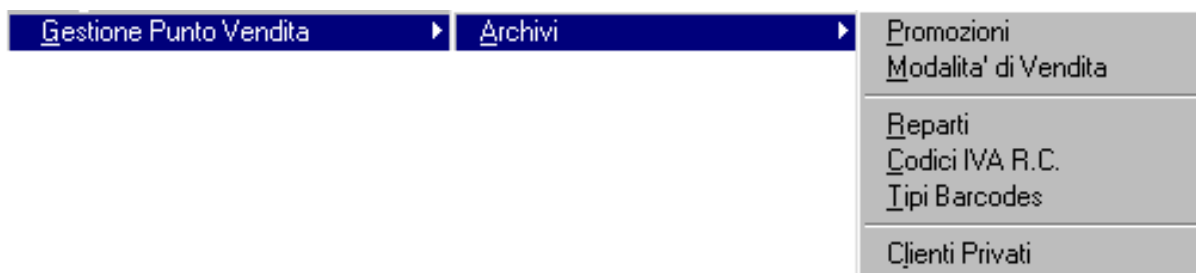 Gestione Punto Vendita
Archivi
Promozioni
Modalita' di Vendita
Reparti
Codici IVA R.C.
Tipi Barcodes
Clienti Privati